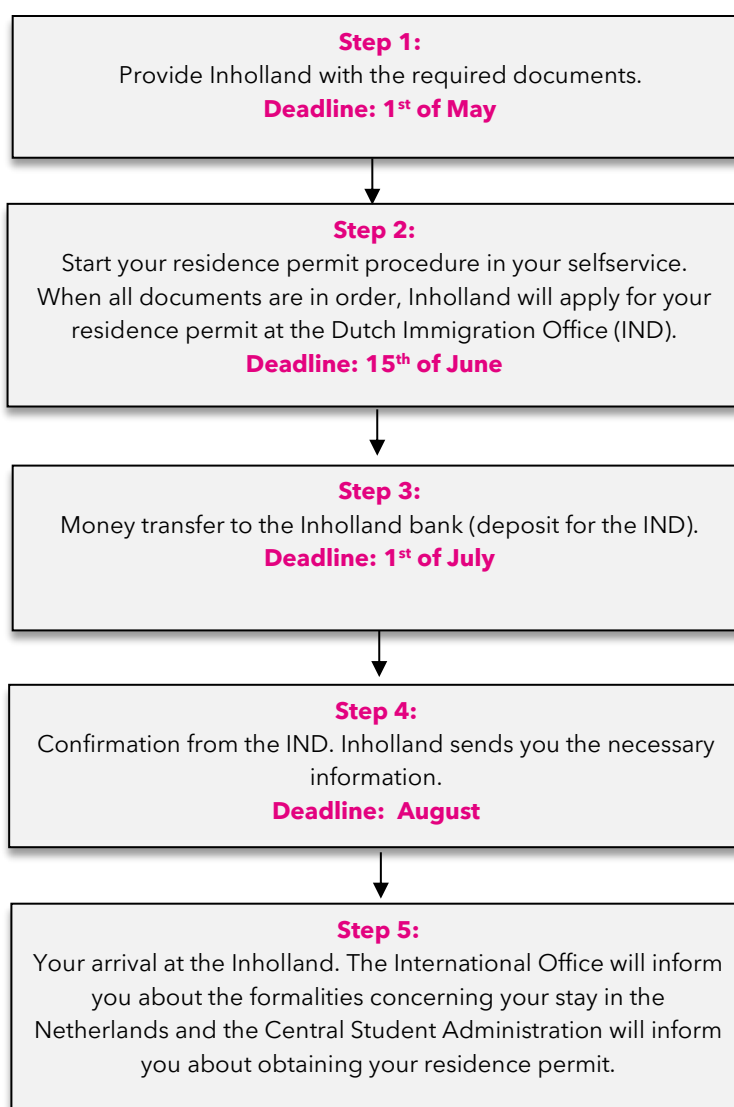 Step 1:
Provide Inholland with the required documents.
Deadline: 1st of May
Step 2:
Start your residence permit procedure in your selfservice.
When all documents are in order, Inholland will apply for your
residence permit at the Dutch Immigration Office (IND).
Deadline: 15th of June
Step 3:
Money transfer to the Inholland bank (deposit for the IND).
Deadline: 1st of July
Step 4:
Confirmation from the IND. Inholland sends you the necessary
information.
Deadline:  August
Step 5:
Your arrival at the Inholland. The International Office will inform
you about the formalities concerning your stay in the
Netherlands and the Central Student Administration will inform
you about obtaining your residence permit.